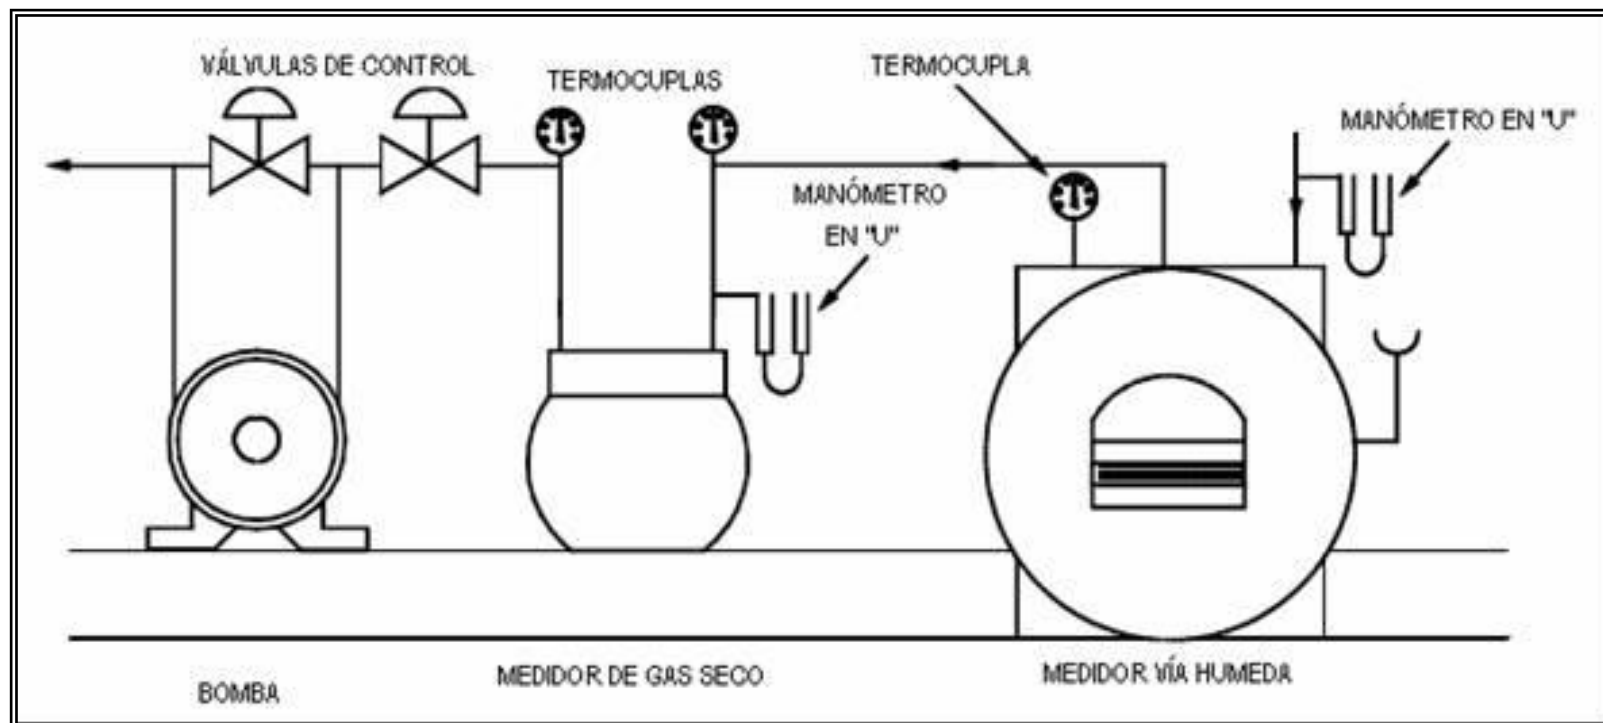 VÁLVULAS DE CONTROL
TERMOCUPLAS
TERMOCUPLA
MANÓMETRO EN "U"
MANÓMETRO
EN "U"
BOMBA
MEDIDOR DE GAS SECO
MEDIDOR VÍA HUMEDA